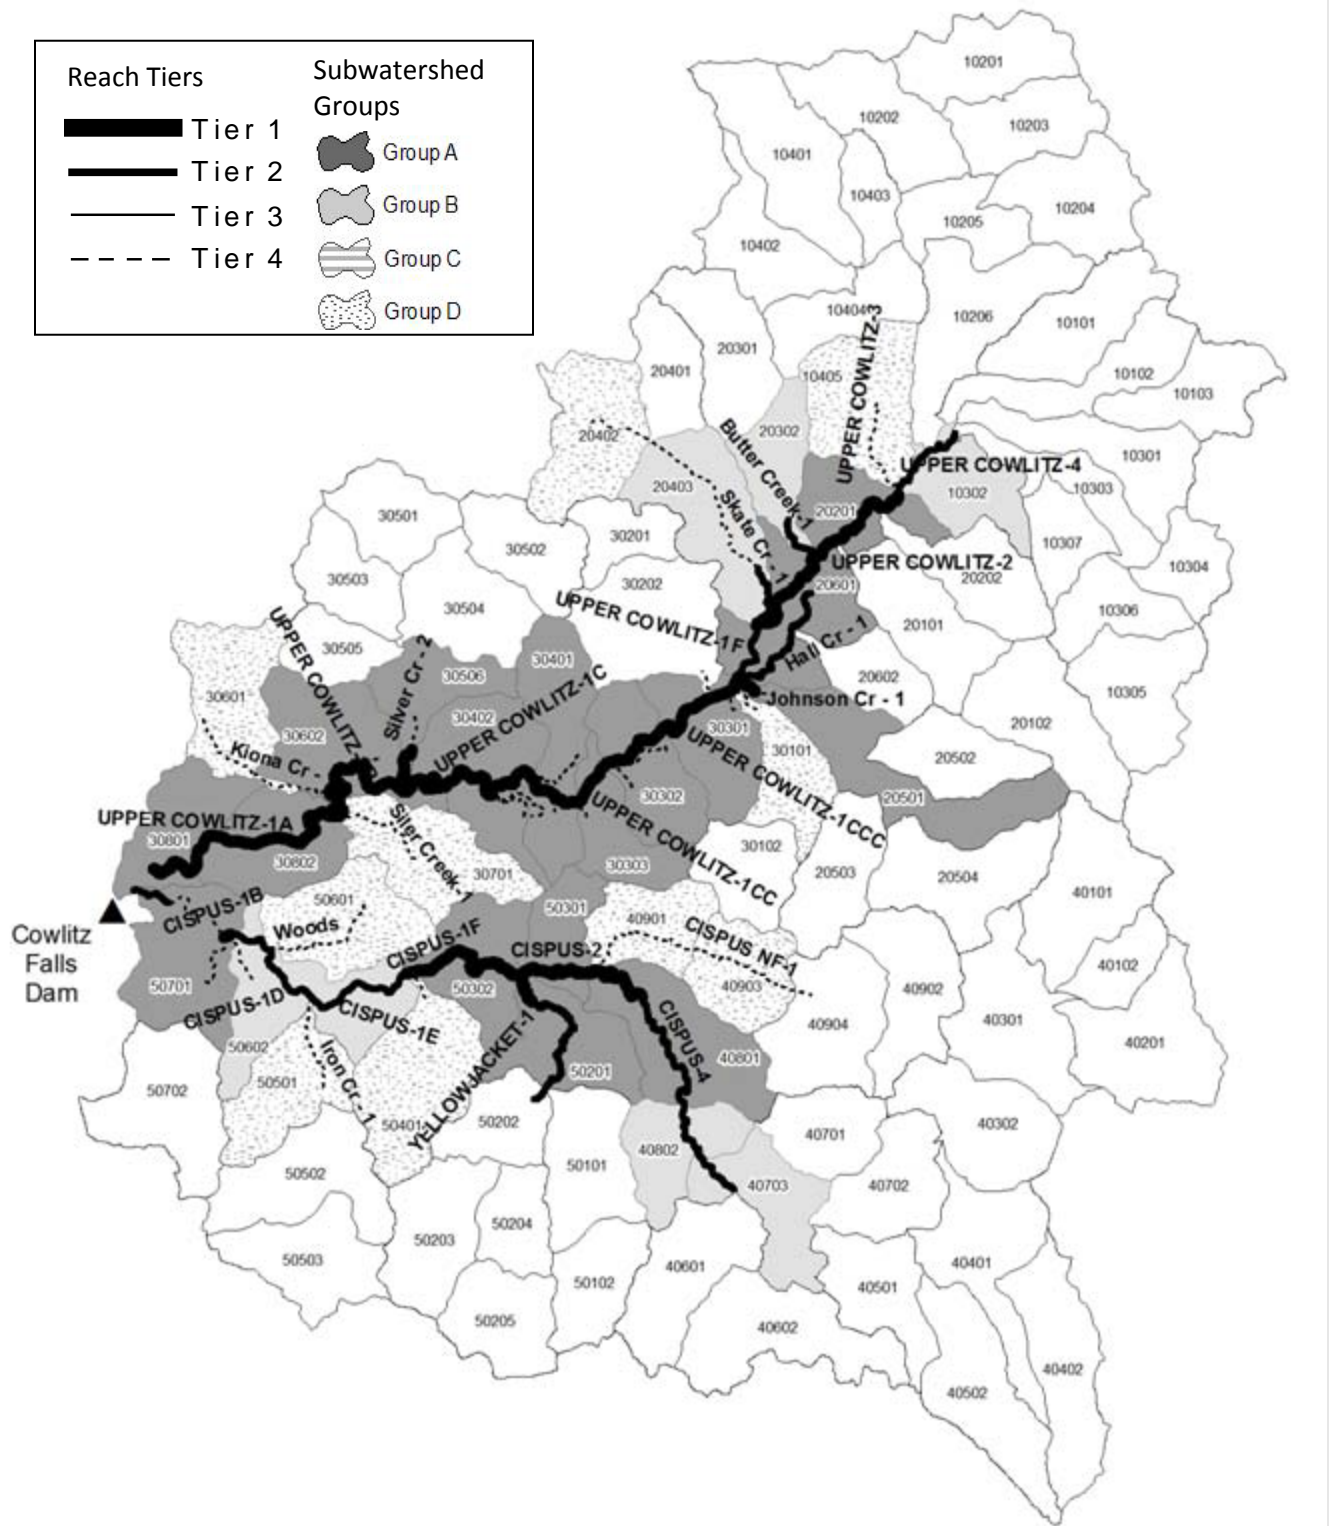 Reach Tiers
Tier 1
Tier 2
Tier 3
Tier 4
Subwatershed
Groups
Group A
Group B
Group C
Group D
10201
10202
10203
10401
10403
10204
10205
10402
10404
10206
10101
20301
20401
10405
10102
10103
UPPER COWLITZ-3
20402
20302
Butter Creek-1
10301
UPPER COWLITZ-4
20403
10302
10303
Skate Cr - 1
20201
30501
30201
30502
10307
UPPER COWLITZ-2
20202
10304
30503
30202
20601
30504
10306
UPPER COWLITZ-1F
20101
Hall Cr - 1
30505
30401
Silver Cr - 2
30506
20602
10305
30601
UPPER COWLITZ-1C
Johnson Cr - 1
30402
30301
20102
30602
30101
20502
Kiona Cr -
UPPER COWLITZ-1CCC
30302
20501
UPPER COWLITZ-1A
30801
Siler Creek-1
UPPER COWLITZ-1CC
30802
30102
30303
30701
20503
20504
40101
50601
CISPUS-1B
50301
40901
Woods
CISPUS NF-1
Cowlitz
Falls
Dam
CISPUS-1F
CISPUS-2
40102
50701
50302
40903
40902
CISPUS-1D
CISPUS-1E
40904
40301
50602
Iron Cr - 1
YELLOWJACKET-1
CISPUS-4
40801
40201
50702
50501
50201
50401
50202
40302
40701
40802
50101
50502
40703
40702
50204
50203
50503
40601
40401
50102
40501
50205
40602
40402
40502